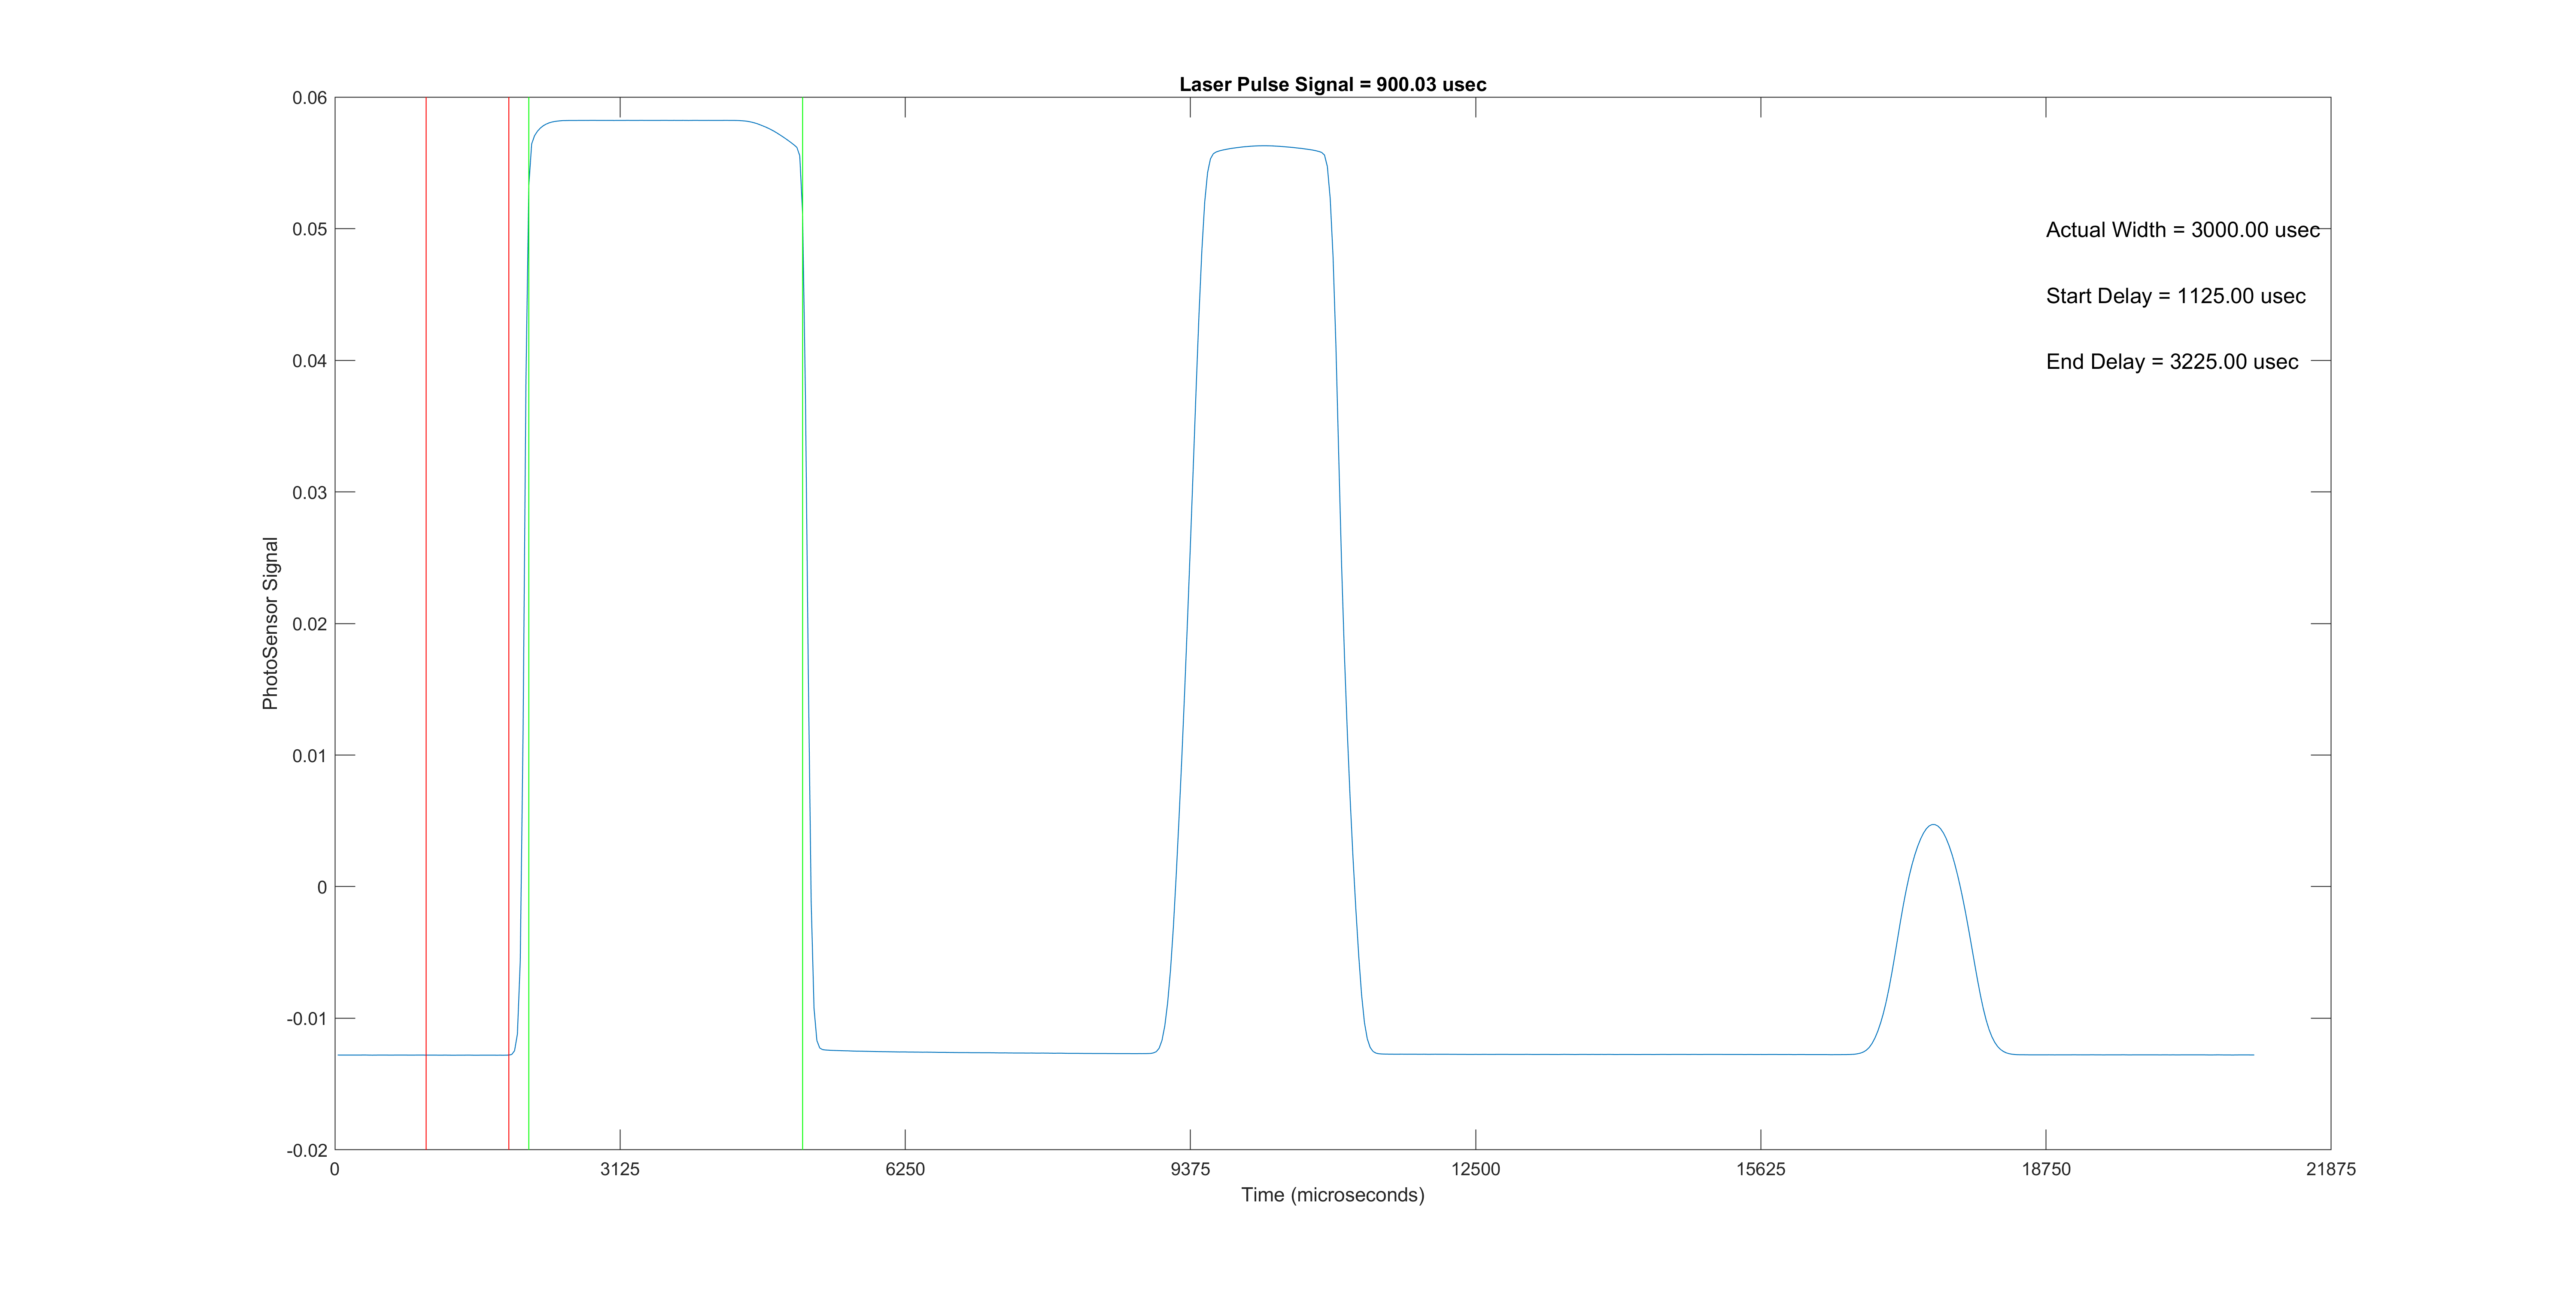 Laser Pulse Signal = 900.03 usec
0.06
0.05
0.04
0.03
0.02
0.01
0
-0.01
-0.02
PhotoSensor Signal
Actual Width = 3000.00 usec
Start Delay = 1125.00 usec
End Delay = 3225.00 usec
0 3125 6250 9375 12500 15625 18750 21875
Time (microseconds)